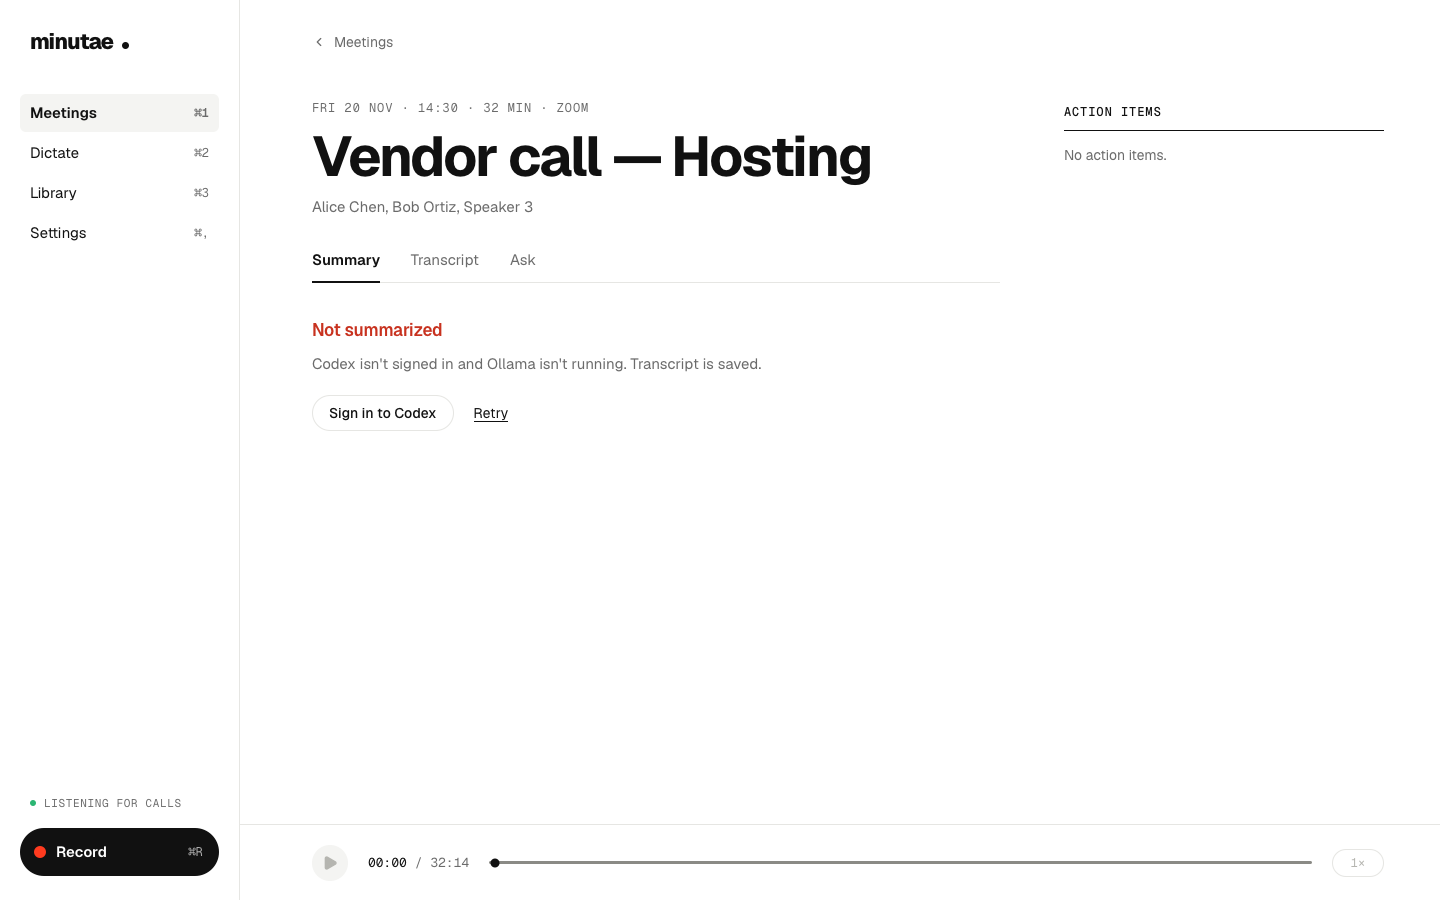 minutae
Meetings ⌘1
Dictate ⌘2
Library ⌘3
Settings ⌘,
LISTENING FOR CALLS
Record ⌘R
Meetings
FRI 20 NOV · 14:30 · 32 MIN · ZOOM
Vendor call — Hosting
Alice Chen, Bob Ortiz, Speaker 3
Summary Transcript Ask
Not summarized
Codex isn't signed in and Ollama isn't running. Transcript is saved.
Sign in to Codex Retry
ACTION ITEMS
No action items.
00:00 / 32:14 1×